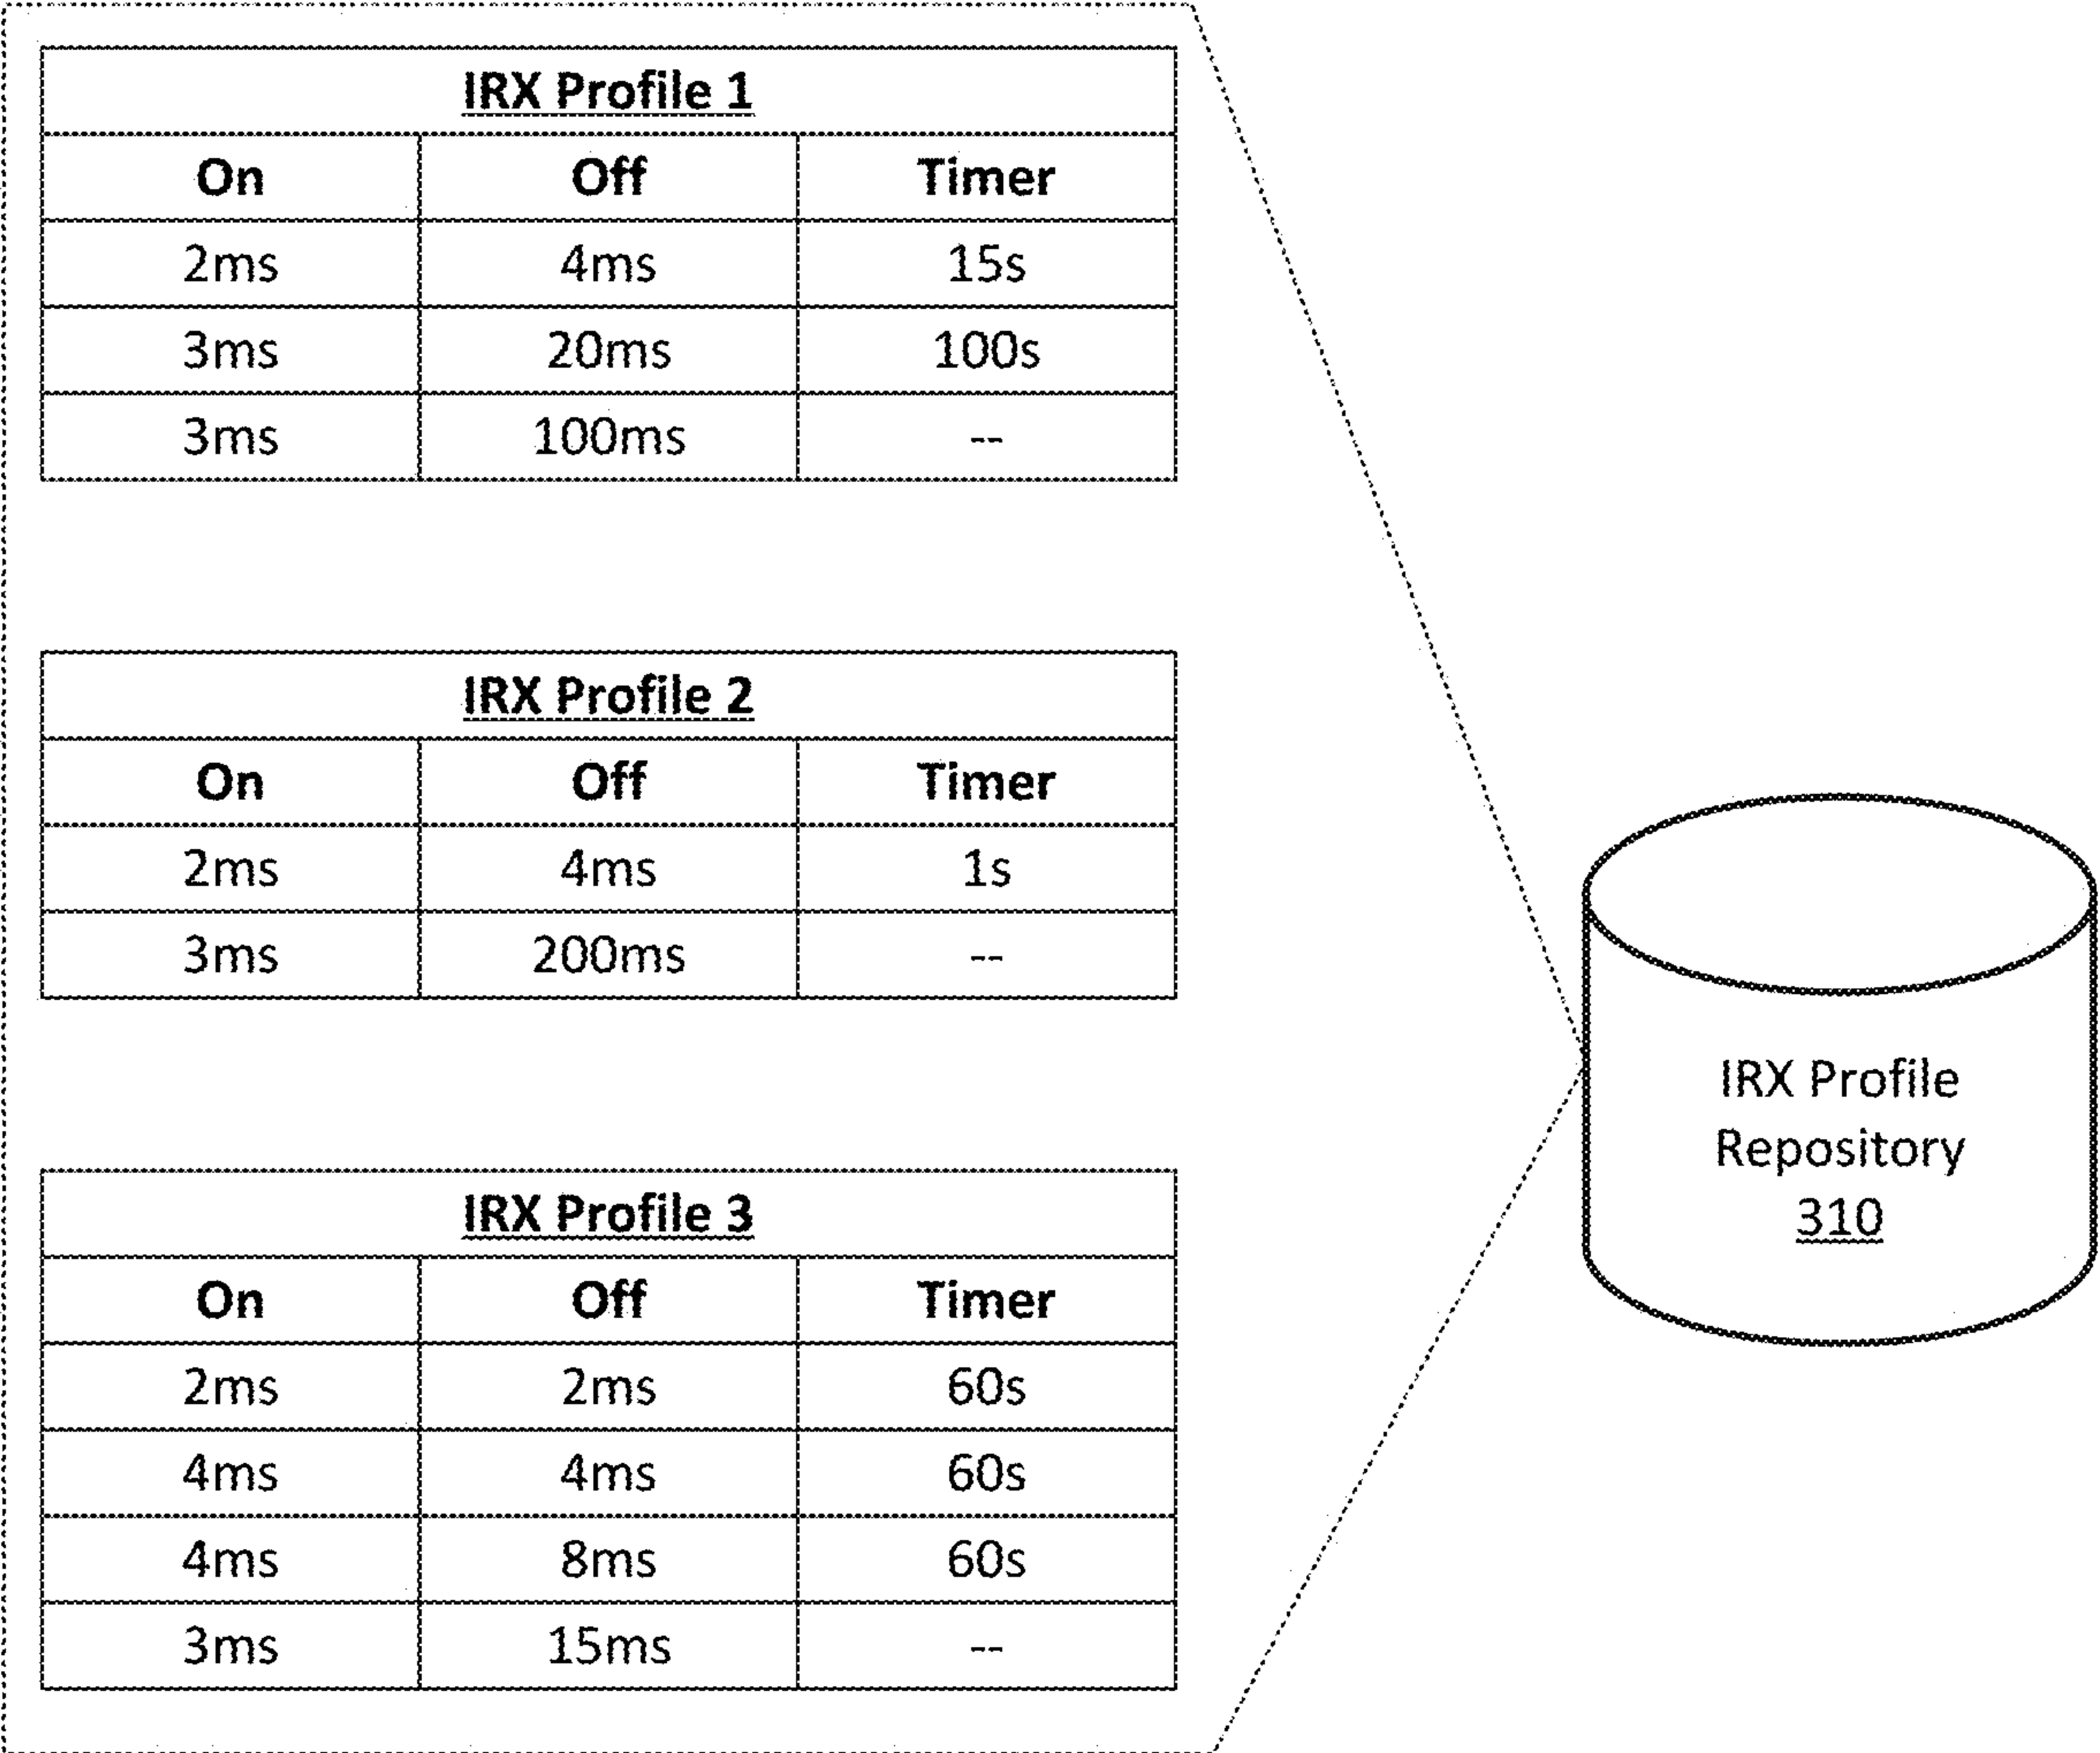 IRX Profile 1
On Off Timer
2ms 4ms 15s
3ms 20ms 100s
3ms 100ms --
IRX Profile 2
On Off Timer
2ms 4ms 1s
3ms 200ms --
IRX Profile 3
On Off Timer
2ms 2ms 60s
4ms 4ms 60s
4ms 8ms 60s
3ms 15ms --
IRX Profile
Repository
310